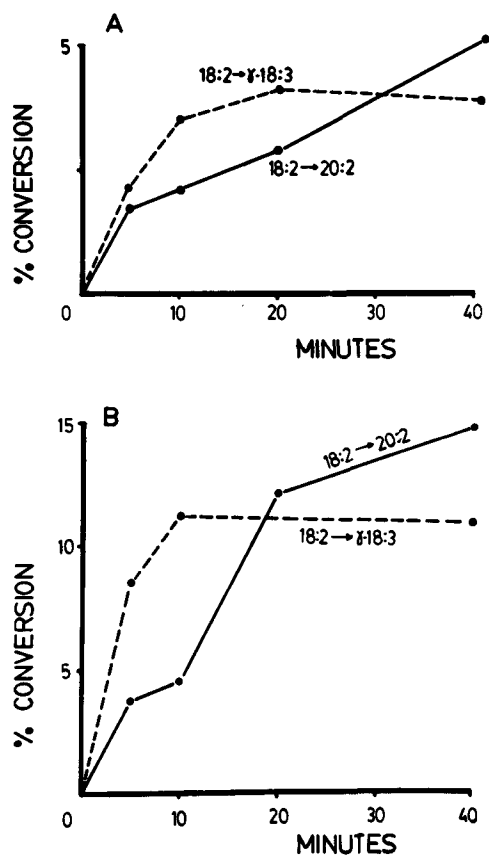 A
5
% CONVERSION
18:2→ɣ-18:3
18:2→20:2
0 10 20 30 40
MINUTES
B
15
10
5
% CONVERSION
18:2→20:2
18:2→ɣ-18:3
0 10 20 30 40
MINUTES